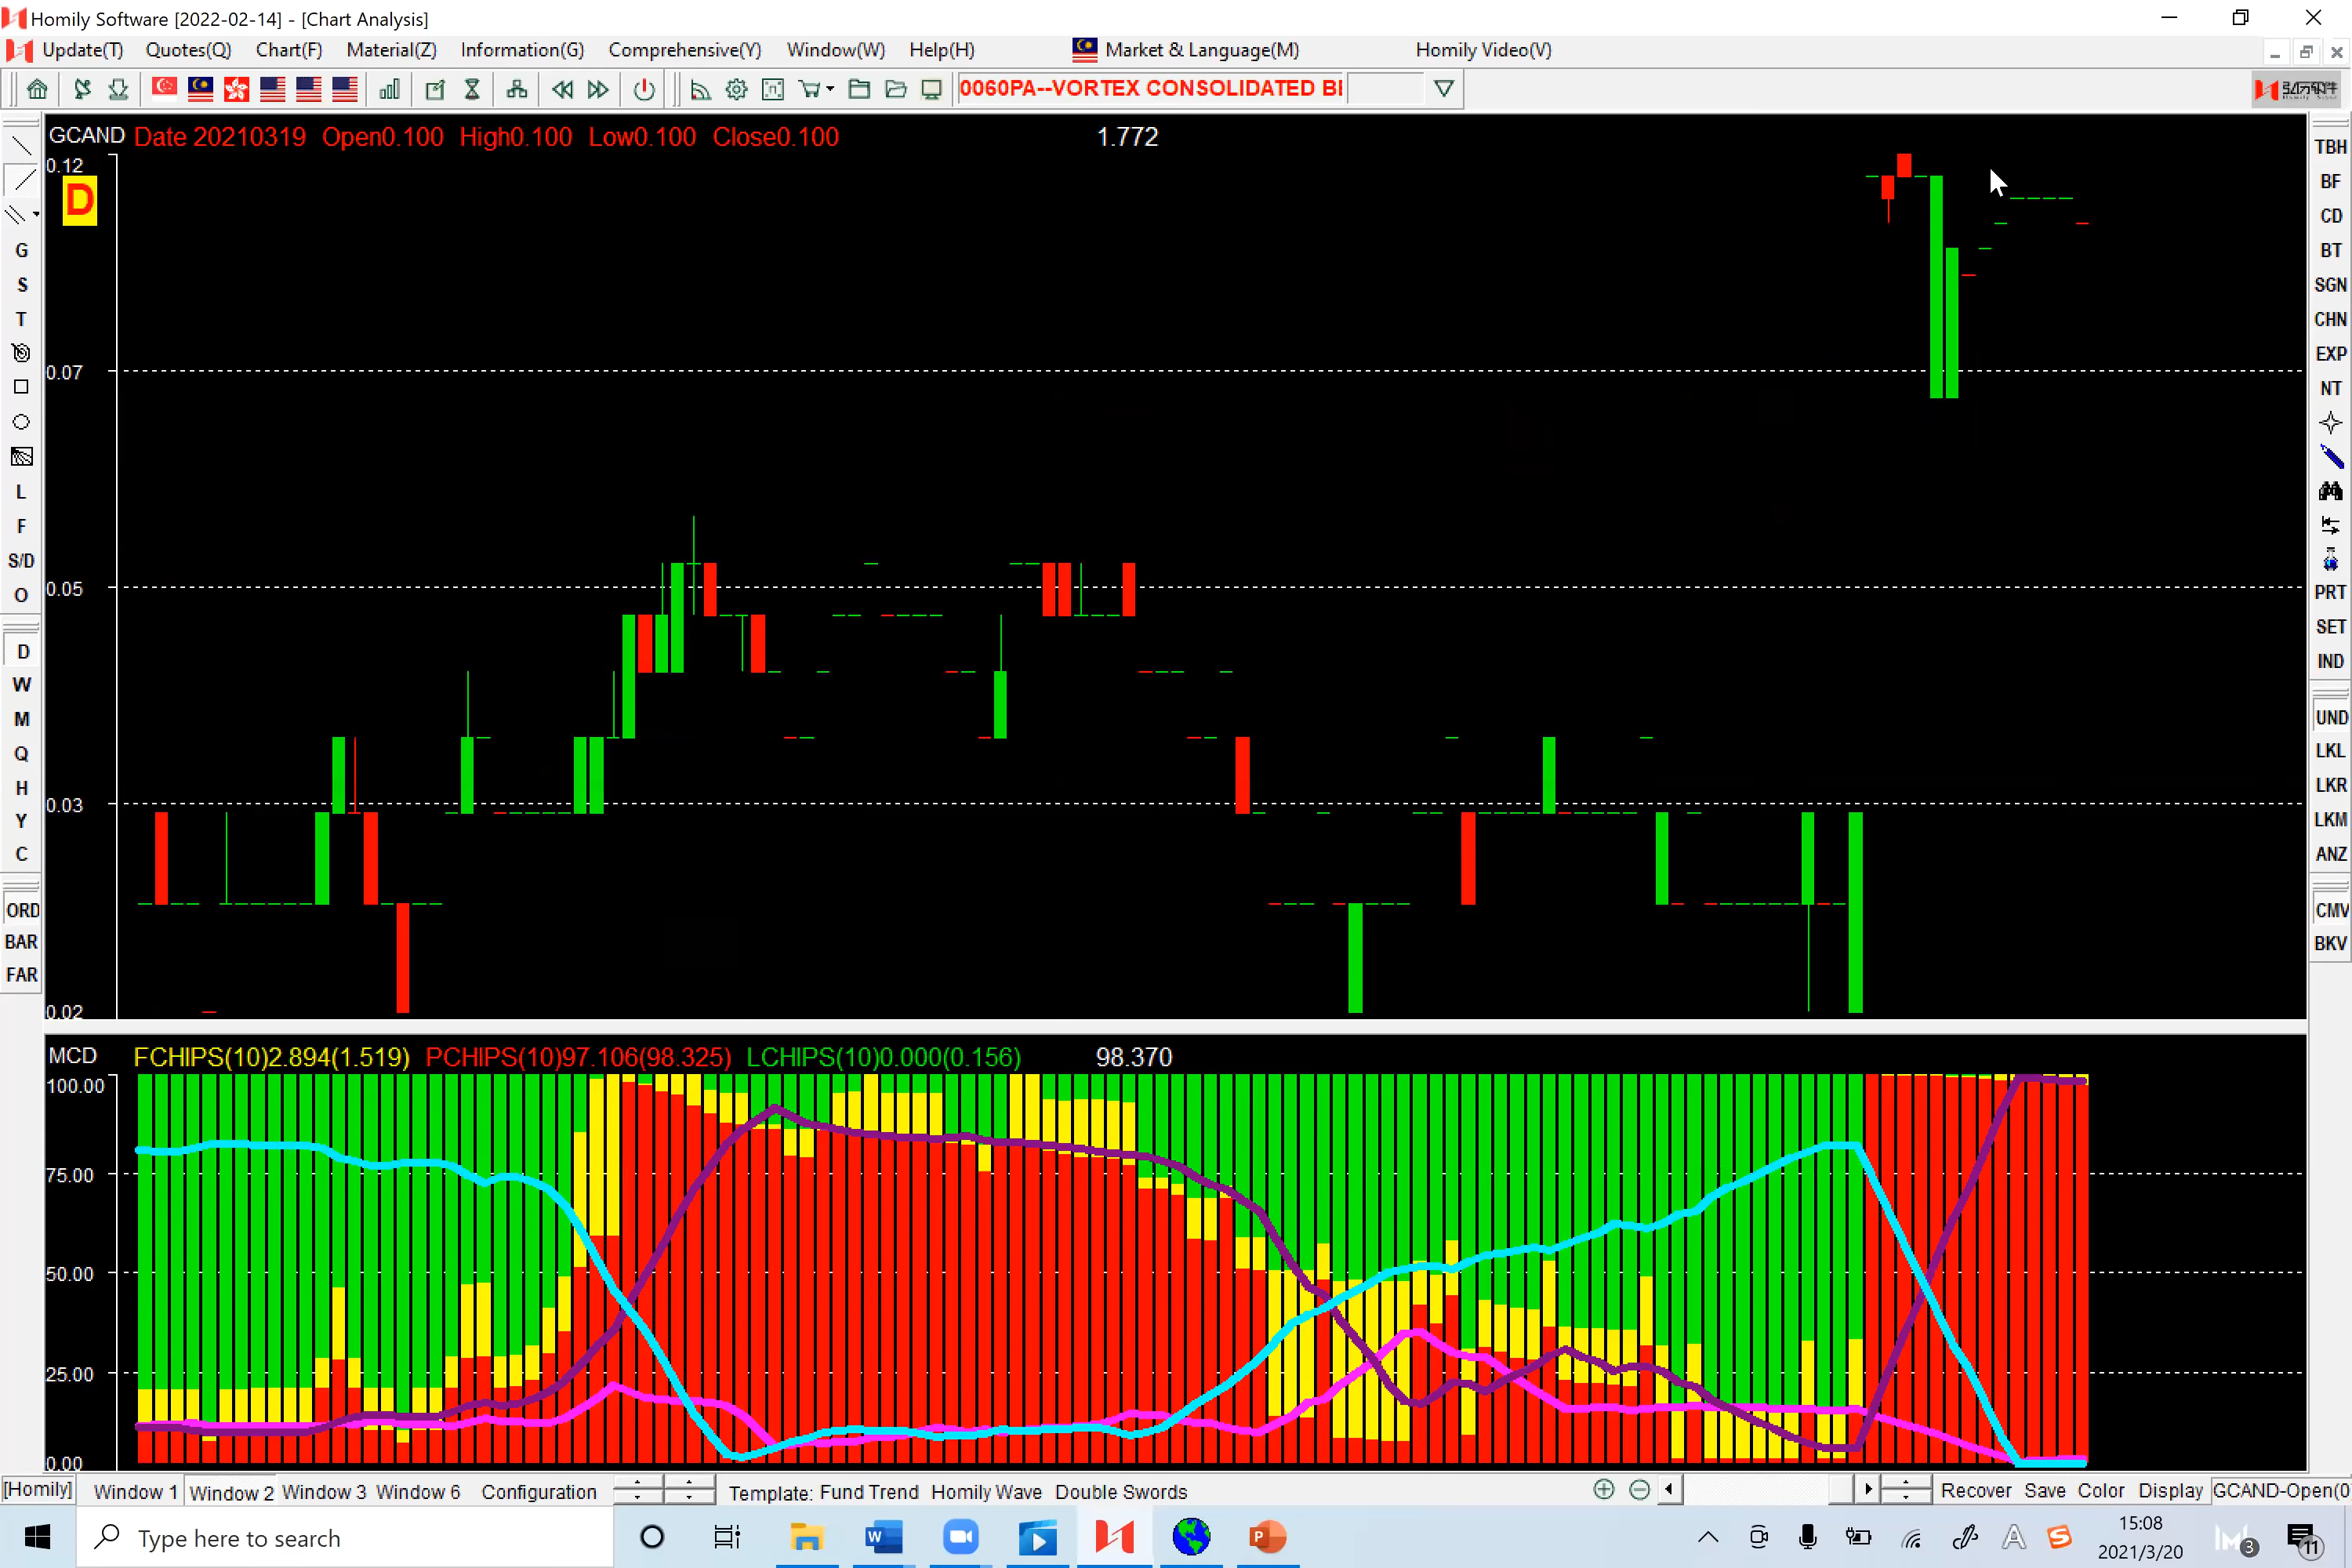 Homily Software [2022-02-14] - [Chart Analysis]
Update(T) Quotes(Q) Chart(F) Material(Z) Information(G) Comprehensive(Y) Window(W) Help(H) Market & Language(M) Homily Video(V)
0060PA--VORTEX CONSOLIDATED
GCAND Date 20210319 Open0.100 High0.100 Low0.100 Close0.100 1.772
0.12
D
0.07
0.05
0.03
0.02
MCD FCHIPS(10)2.894(1.519) PCHIPS(10)97.106(98.325) LCHIPS(10)0.000(0.156) 98.370
100.00
75.00
50.00
25.00
0.00
G
S
T
L
F
S/D
O
D
W
M
Q
H
Y
C
ORD
BAR
FAR
TBH
BF
CD
BT
SGN
CHN
EXP
NT
PRT
SET
IND
UND
LKL
LKR
LKM
ANZ
CMV
BKV
[Homily] Window 1 Window 2 Window 3 Window 6 Configuration Template: Fund Trend Homily Wave Double Swords Recover Save Color Display GCAND-Open(0
Type here to search
15:08
2021/3/20
3
11